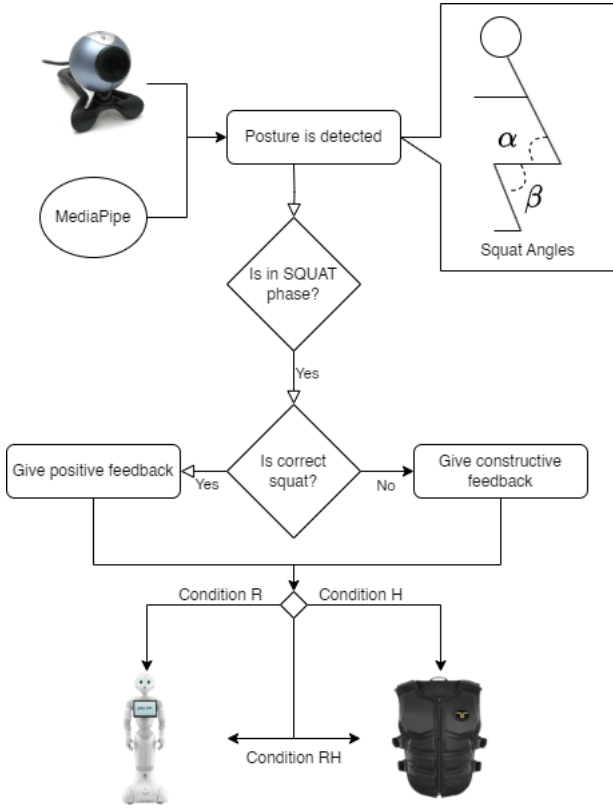 Posture is detected
MediaPipe
α
β
Squat Angles
Is in SQUAT
phase?
Yes
Give positive feedback
Yes
Is correct
squat?
No
Give constructive
feedback
Condition R
Condition H
Condition RH